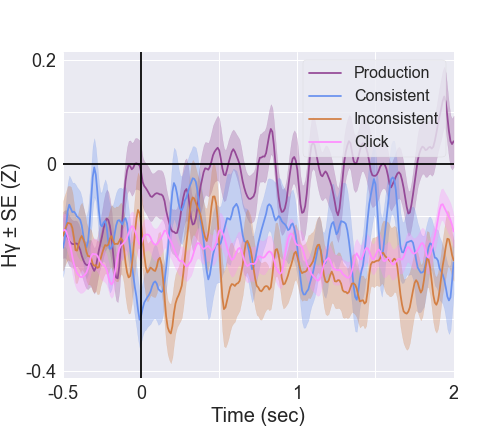 0.2
0
-0.4
Hγ ± SE (Z)
Production
Consistent
Inconsistent
Click
-0.5 0 1 2
Time (sec)